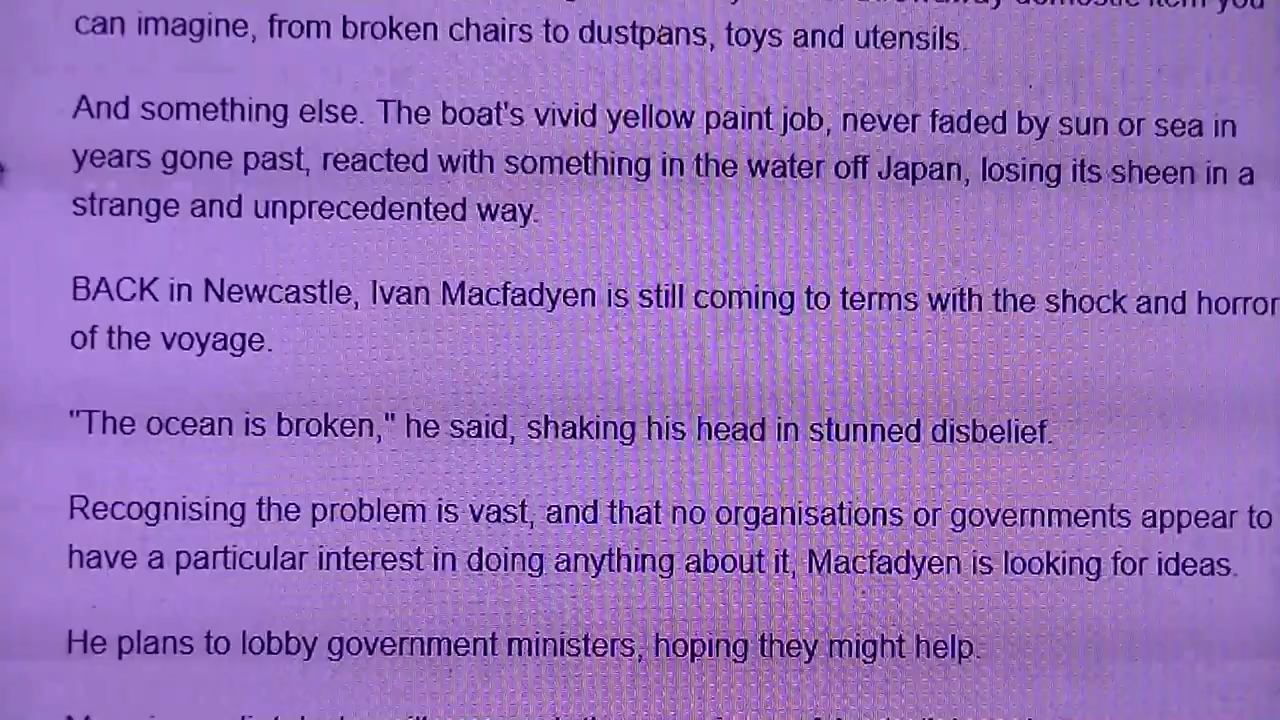 can imagine, from broken chairs to dustpans, toys and utensils.
And something else. The boat's vivid yellow paint job, never faded by sun or sea in
years gone past, reacted with something in the water off Japan, losing its sheen in a
strange and unprecedented way.
BACK in Newcastle, Ivan Macfadyen is still coming to terms with the shock and horror
of the voyage.
"The ocean is broken," he said, shaking his head in stunned disbelief.
Recognising the problem is vast, and that no organisations or governments appear to
have a particular interest in doing anything about it, Macfadyen is looking for ideas.
He plans to lobby government ministers, hoping they might help.